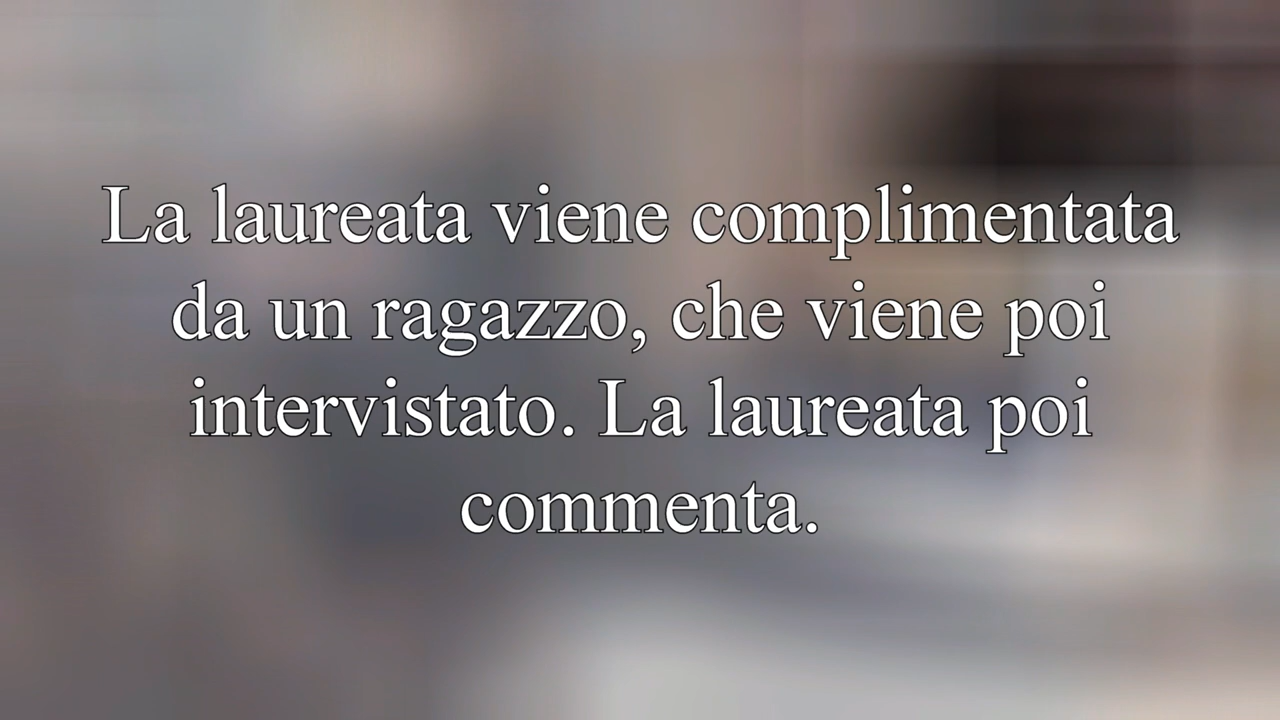 La laureata viene complimentata
da un ragazzo, che viene poi
intervistato. La laureata poi
commenta.